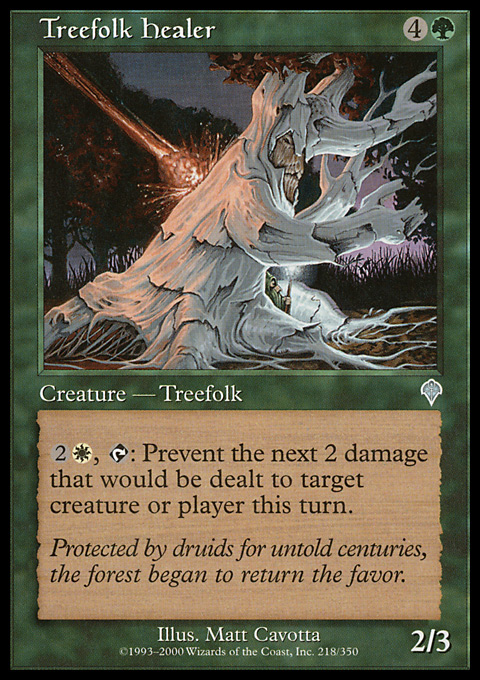 Treefolk Healer 4
Creature — Treefolk
2, : Prevent the next 2 damage
that would be dealt to target
creature or player this turn.
Protected by druids for untold centuries,
the forest began to return the favor.
Illus. Matt Cavotta
©1993–2000 Wizards of the Coast, Inc. 218/350
2/3